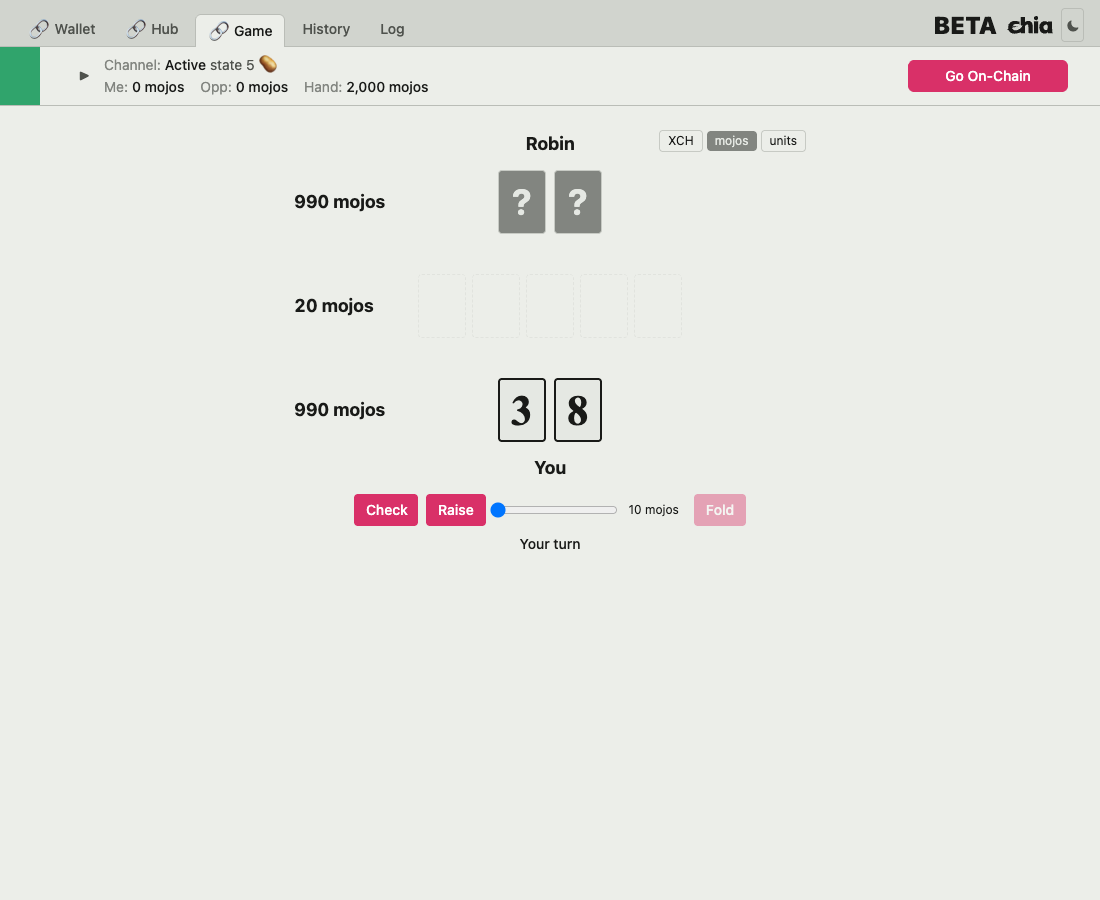 Wallet Hub Game History Log BETA chia
Channel: Active state 5
Me: 0 mojos Opp: 0 mojos Hand: 2,000 mojos
Go On-Chain
Robin
XCH mojos units
990 mojos
? ?
20 mojos
990 mojos
3 8
You
Check Raise 10 mojos Fold
Your turn